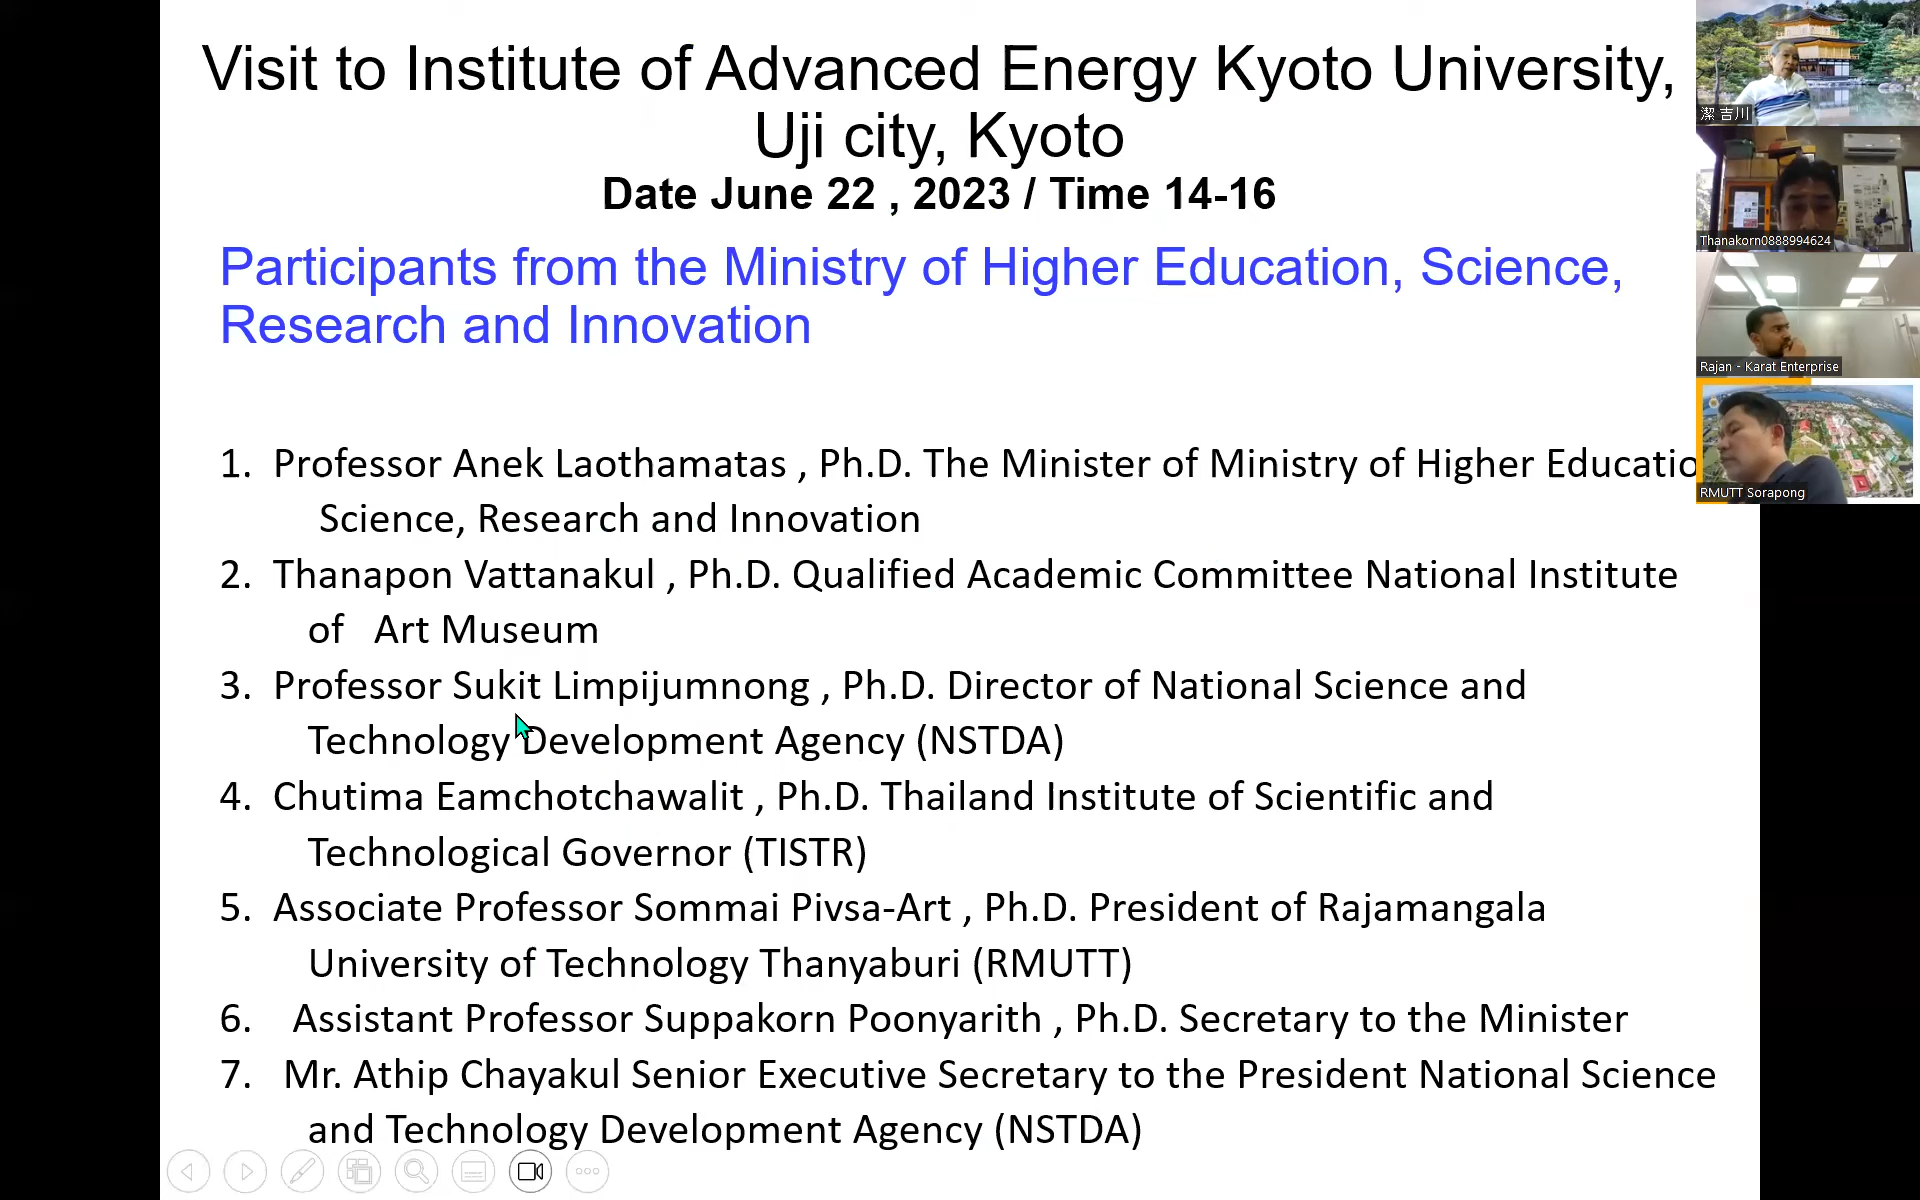 Visit to Institute of Advanced Energy Kyoto University,
Uji city, Kyoto
Date June 22 , 2023 / Time 14-16
Participants from the Ministry of Higher Education, Science,
Research and Innovation
1. Professor Anek Laothamatas , Ph.D. The Minister of Ministry of Higher Educatio
Science, Research and Innovation
2. Thanapon Vattanakul , Ph.D. Qualified Academic Committee National Institute
of Art Museum
3. Professor Sukit Limpijumnong , Ph.D. Director of National Science and
Technology Development Agency (NSTDA)
4. Chutima Eamchotchawalit , Ph.D. Thailand Institute of Scientific and
Technological Governor (TISTR)
5. Associate Professor Sommai Pivsa-Art , Ph.D. President of Rajamangala
University of Technology Thanyaburi (RMUTT)
6. Assistant Professor Suppakorn Poonyarith , Ph.D. Secretary to the Minister
7. Mr. Athip Chayakul Senior Executive Secretary to the President National Science
and Technology Development Agency (NSTDA)
潔 吉川
Thanakorn0888994624
Rajan - Karat Enterprise
RMUTT Sorapong